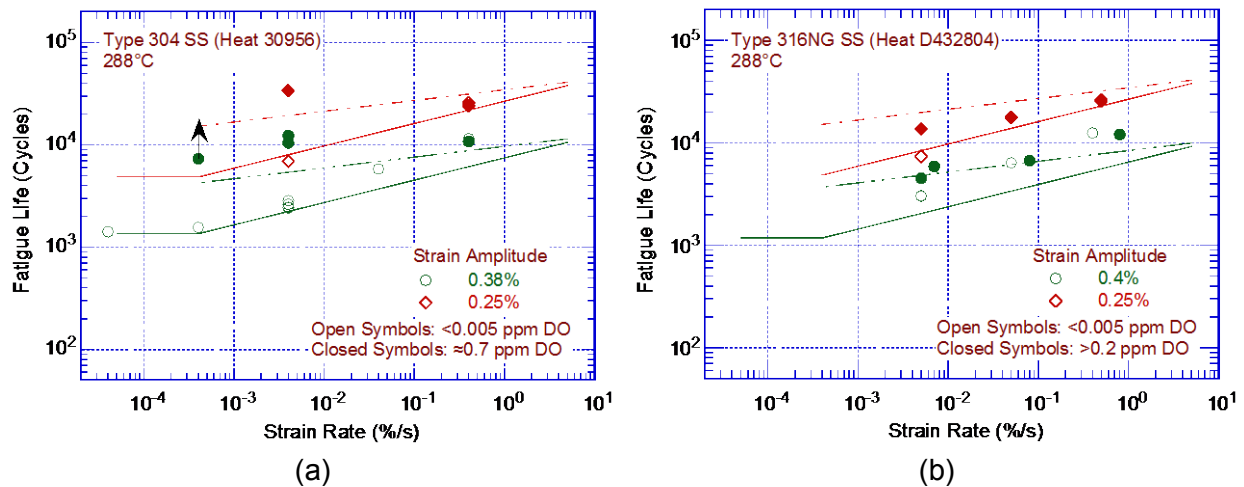 10^5
Type 304 SS (Heat 30956)
288°C
10^4
10^3
10^2
Fatigue Life (Cycles)
Strain Amplitude
0.38%
0.25%
Open Symbols: <0.005 ppm DO
Closed Symbols: ≈0.7 ppm DO
10^-4 10^-3 10^-2 10^-1 10^0 10^1
Strain Rate (%/s)
(a)
10^5
Type 316NG SS (Heat D432804)
288°C
10^4
10^3
10^2
Fatigue Life (Cycles)
Strain Amplitude
0.4%
0.25%
Open Symbols: <0.005 ppm DO
Closed Symbols: >0.2 ppm DO
10^-4 10^-3 10^-2 10^-1 10^0 10^1
Strain Rate (%/s)
(b)